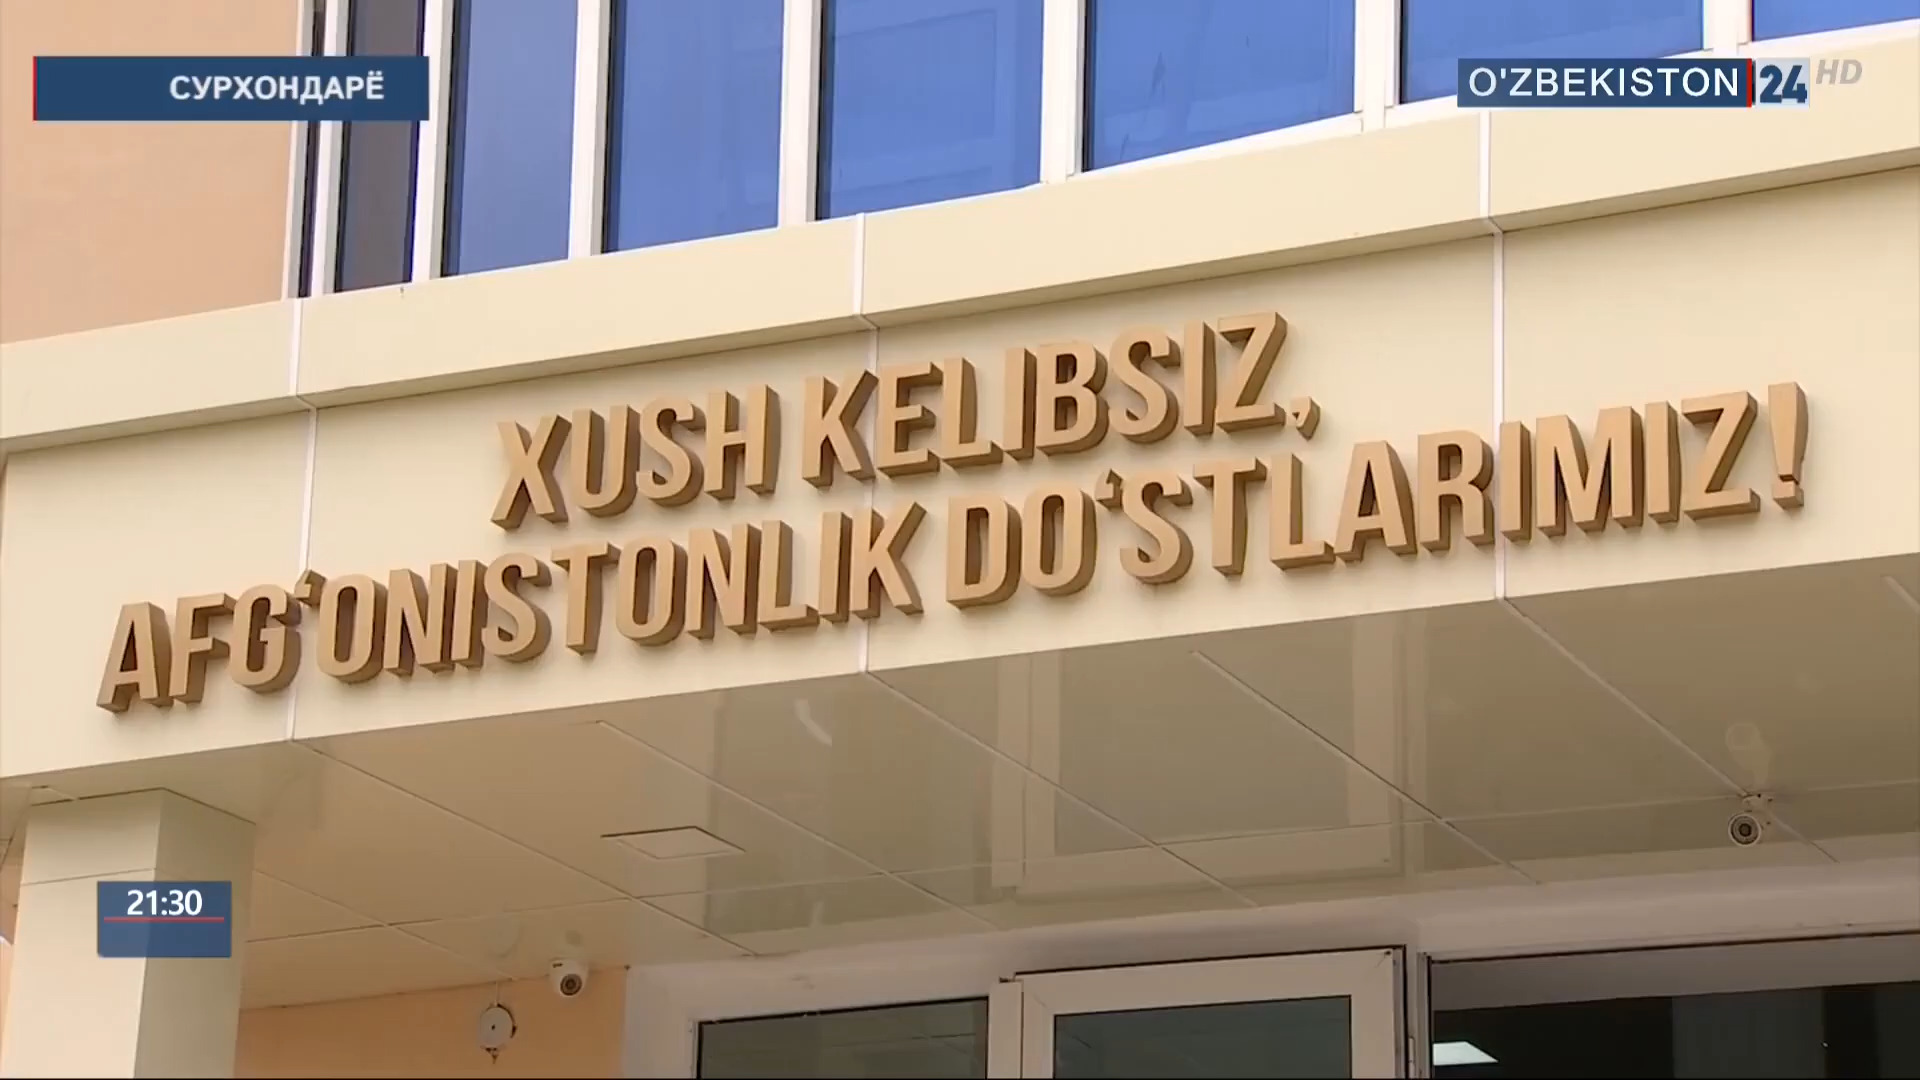 СУРХОНДАРЁ
O'ZBEKISTON 24 HD
XUSH KELIBSIZ,
AFG‘ONISTONLIK DO‘STLARIMIZ!
21:30